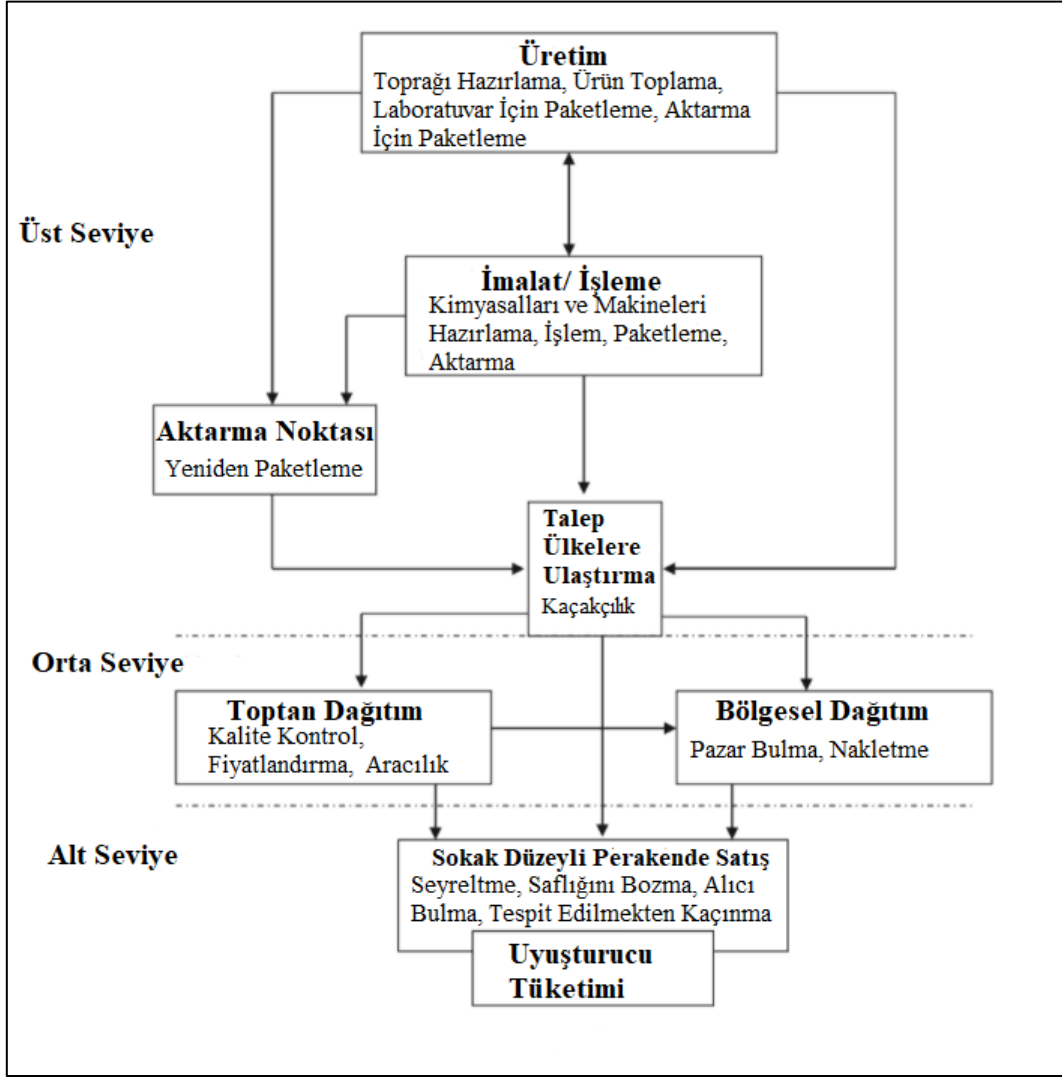 Üretim
Toprağı Hazırlama, Ürün Toplama,
Laboratuvar İçin Paketleme, Aktarma
İçin Paketleme
Üst Seviye
İmalat/ İşleme
Kimyasalları ve Makineleri
Hazırlama, İşlem, Paketleme,
Aktarma
Aktarma Noktası
Yeniden Paketleme
Talep
Ülkelere
Ulaştırma
Kaçakçılık
Orta Seviye
Toptan Dağıtım
Kalite Kontrol,
Fiyatlandırma, Aracılık
Bölgesel Dağıtım
Pazar Bulma, Nakletme
Alt Seviye
Sokak Düzeyli Perakende Satış
Seyreltme, Saflığını Bozma, Alıcı
Bulma, Tespit Edilmekten Kaçınma
Uyuşturucu
Tüketimi